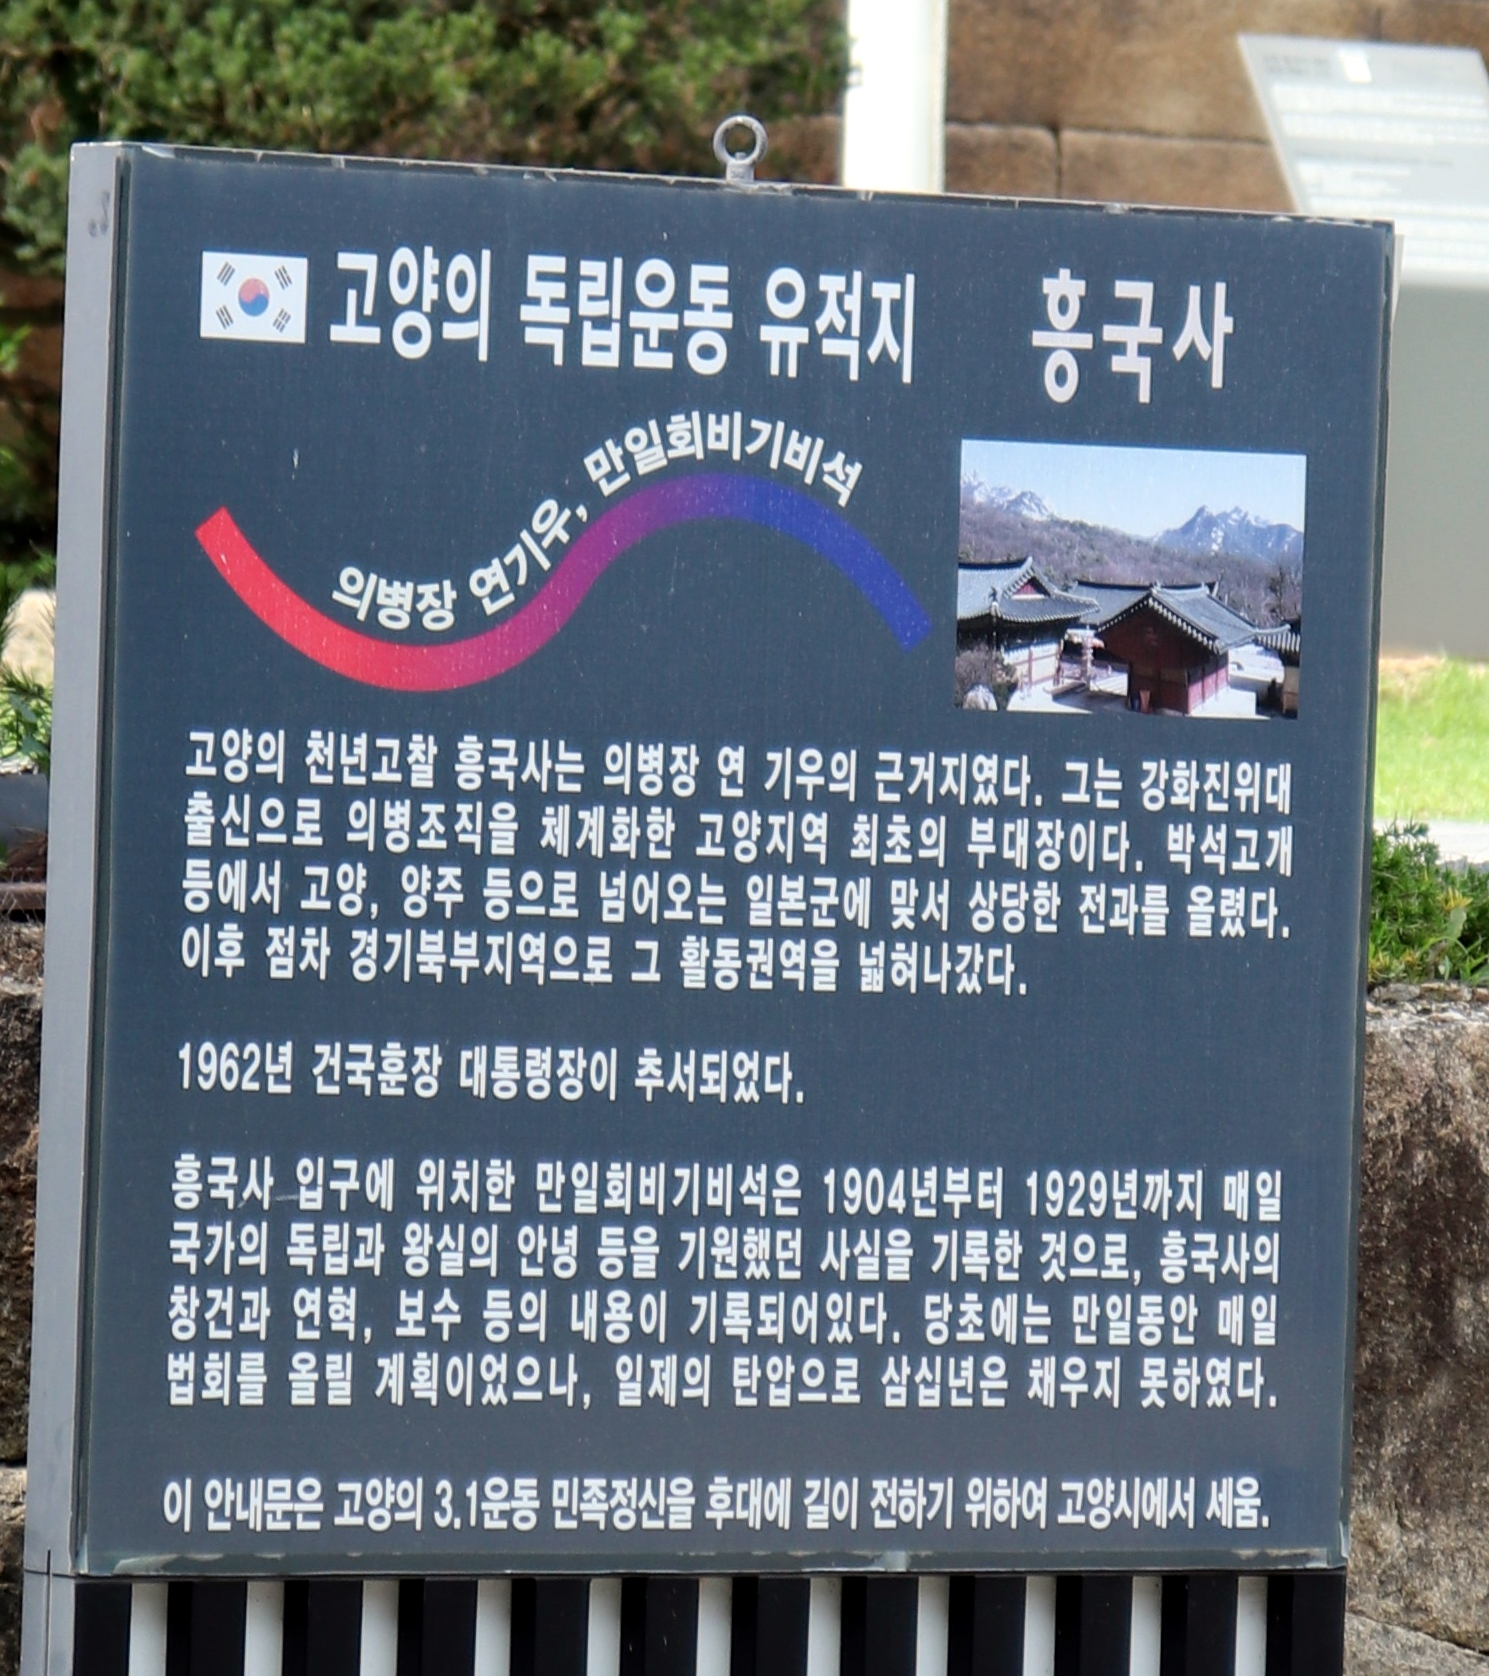 고양의 독립운동 유적지 흥국사
의병장 연기우, 만일회비기비석
고양의 천년고찰 흥국사는 의병장 연 기우의 근거지였다. 그는 강화진위대
출신으로 의병조직을 체계화한 고양지역 최초의 부대장이다. 박석고개
등에서 고양, 양주 등으로 넘어오는 일본군에 맞서 상당한 전과를 올렸다.
이후 점차 경기북부지역으로 그 활동권역을 넓혀나갔다.
1962년 건국훈장 대통령장이 추서되었다.
흥국사 입구에 위치한 만일회비기비석은 1904년부터 1929년까지 매일
국가의 독립과 왕실의 안녕 등을 기원했던 사실을 기록한 것으로, 흥국사의
창건과 연혁, 보수 등의 내용이 기록되어있다. 당초에는 만일동안 매일
법회를 올릴 계획이었으나, 일제의 탄압으로 삼십년은 채우지 못하였다.
이 안내문은 고양의 3.1운동 민족정신을 후대에 길이 전하기 위하여 고양시에서 세움.